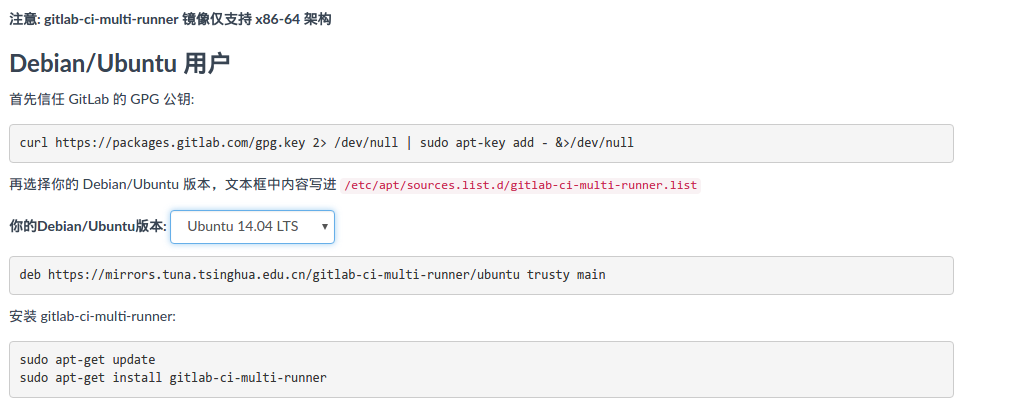 注意: gitlab-ci-multi-runner 镜像仅支持 x86-64 架构
Debian/Ubuntu 用户
首先信任 GitLab 的 GPG 公钥:
curl https://packages.gitlab.com/gpg.key 2> /dev/null | sudo apt-key add - &>/dev/null
再选择你的 Debian/Ubuntu 版本，文本框中内容写进 /etc/apt/sources.list.d/gitlab-ci-multi-runner.list
你的Debian/Ubuntu版本: Ubuntu 14.04 LTS
deb https://mirrors.tuna.tsinghua.edu.cn/gitlab-ci-multi-runner/ubuntu trusty main
安装 gitlab-ci-multi-runner:
sudo apt-get update
sudo apt-get install gitlab-ci-multi-runner